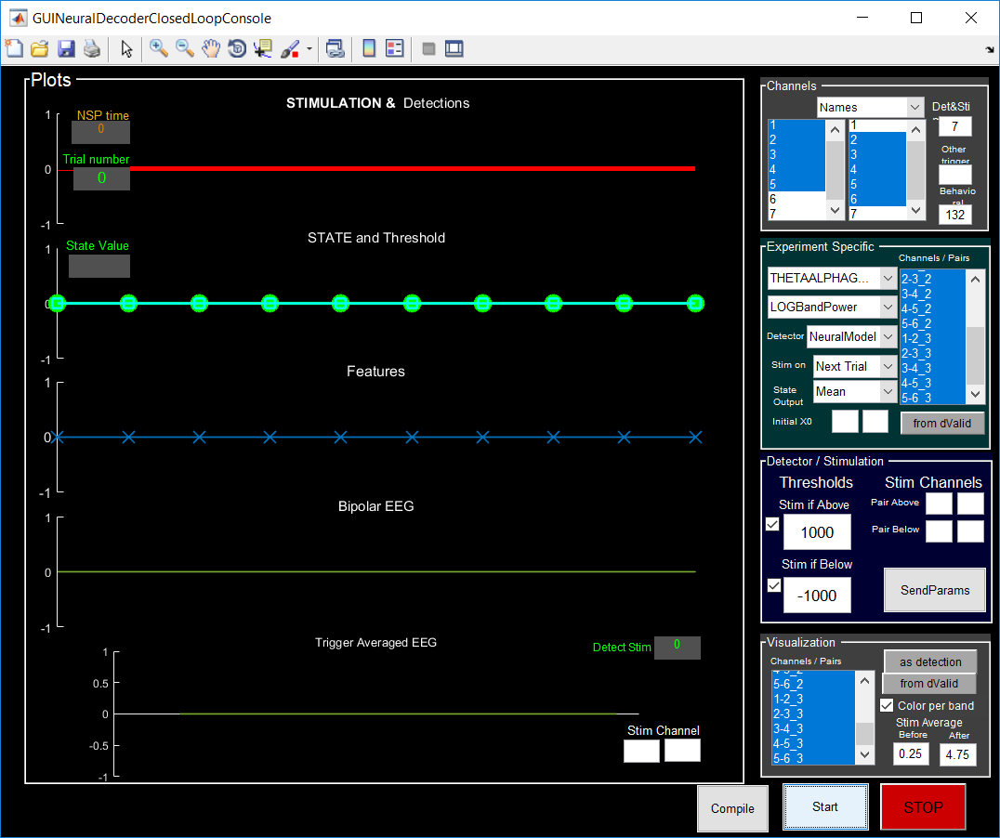 GUINeuralDecoderClosedLoopConsole
Plots
STIMULATION & Detections
NSP time
0
Trial number
0
1
0
-1
STATE and Threshold
State Value
1
0
-1
Features
1
0
-1
Bipolar EEG
1
0
-1
Trigger Averaged EEG
Detect Stim 0
1
0.5
0
-0.5
-1
Stim Channel
Channels
Names
Det&Sti
1
2
3
4
5
6
7
1
2
3
4
5
6
7
7
Other
trigger
Behavio
ral
132
Experiment Specific
Channels / Pairs
THETAALPHAG...
LOGBandPower
Detector NeuralModel
Stim on Next Trial
State
Output
Mean
Initial X0
2-3_2
3-4_2
4-5_2
5-6_2
1-2_3
2-3_3
3-4_3
4-5_3
5-6_3
from dValid
Detector / Stimulation
Thresholds
Stim if Above
1000
Stim if Below
-1000
Stim Channels
Pair Above
Pair Below
SendParams
Visualization
Channels / Pairs
4-5_2
5-6_2
1-2_3
2-3_3
3-4_3
4-5_3
5-6_3
as detection
from dValid
Color per band
Stim Average
Before After
0.25 4.75
Compile
Start
STOP